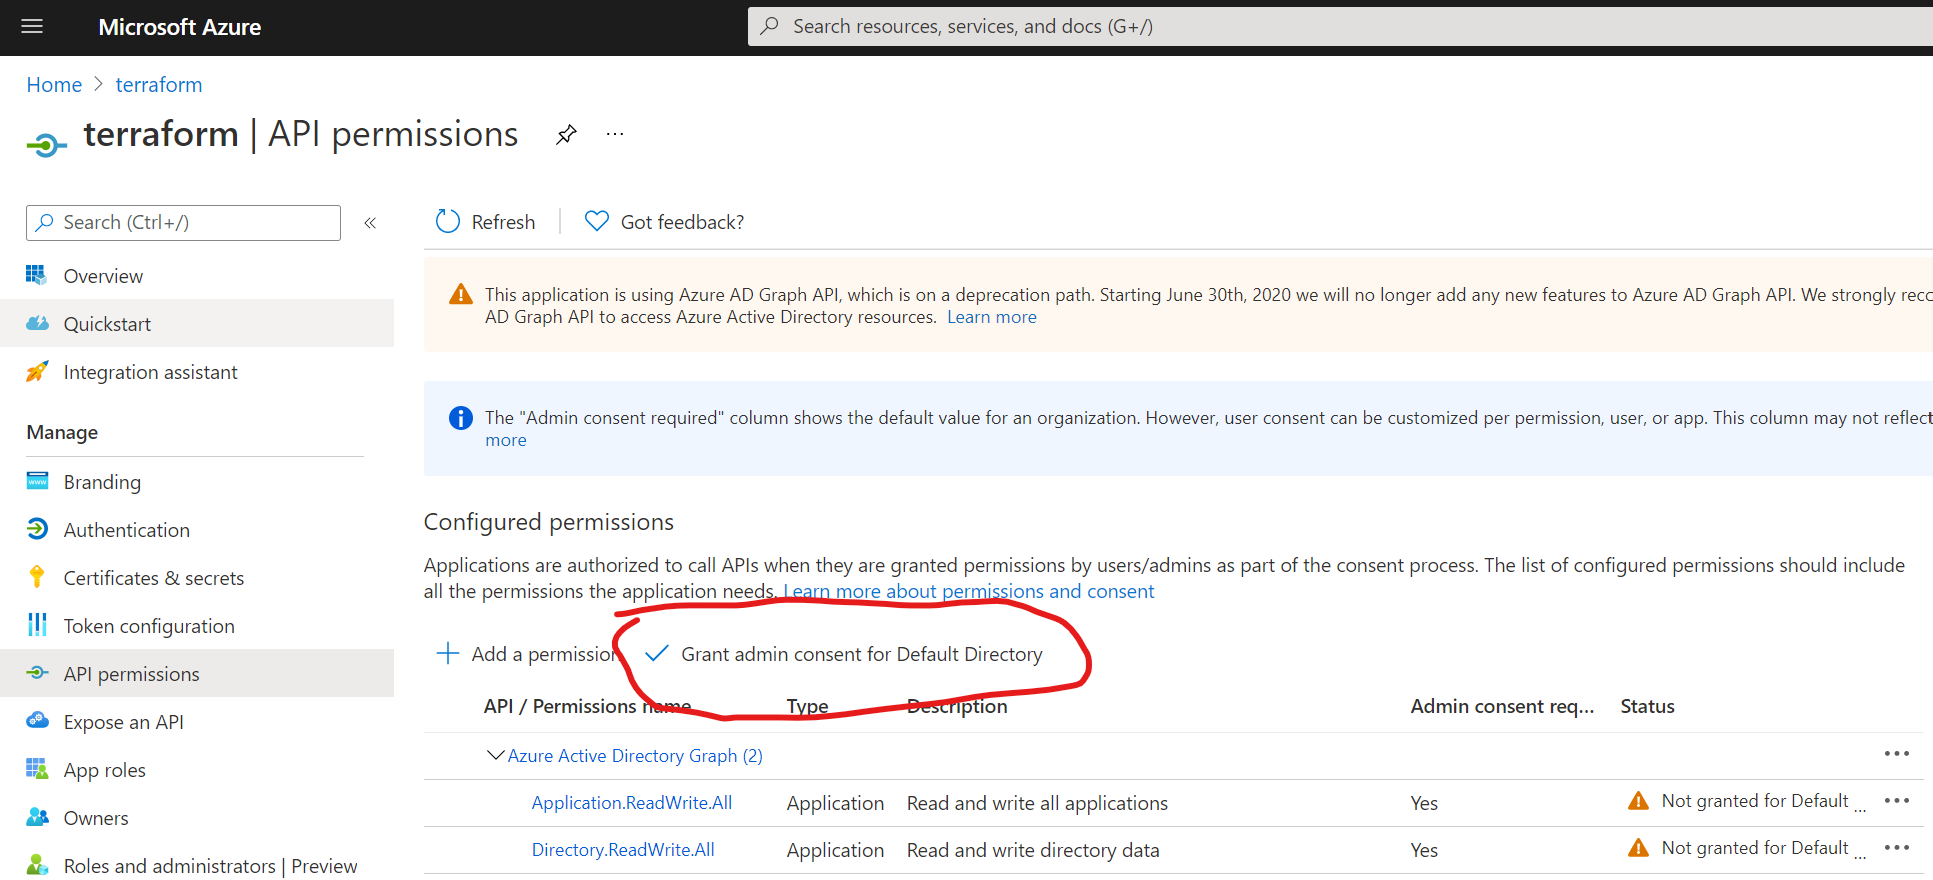 Microsoft Azure
Search resources, services, and docs (G+/)
Home > terraform
terraform | API permissions
Search (Ctrl+/)
Refresh
Got feedback?
Overview
Quickstart
Integration assistant
Manage
Branding
Authentication
Certificates & secrets
Token configuration
API permissions
Expose an API
App roles
Owners
Roles and administrators | Preview
This application is using Azure AD Graph API, which is on a deprecation path. Starting June 30th, 2020 we will no longer add any new features to Azure AD Graph API. We strongly
AD Graph API to access Azure Active Directory resources. Learn more
The "Admin consent required" column shows the default value for an organization. However, user consent can be customized per permission, user, or app. This column may not reflect
more
Configured permissions
Applications are authorized to call APIs when they are granted permissions by users/admins as part of the consent process. The list of configured permissions should include
all the permissions the application needs. Learn more about permissions and consent
Add a permission
Grant admin consent for Default Directory
API / Permissions name Type Description Admin consent req... Status
Azure Active Directory Graph (2)
Application.ReadWrite.All Application Read and write all applications Yes Not granted for Default ...
Directory.ReadWrite.All Application Read and write directory data Yes Not granted for Default ...